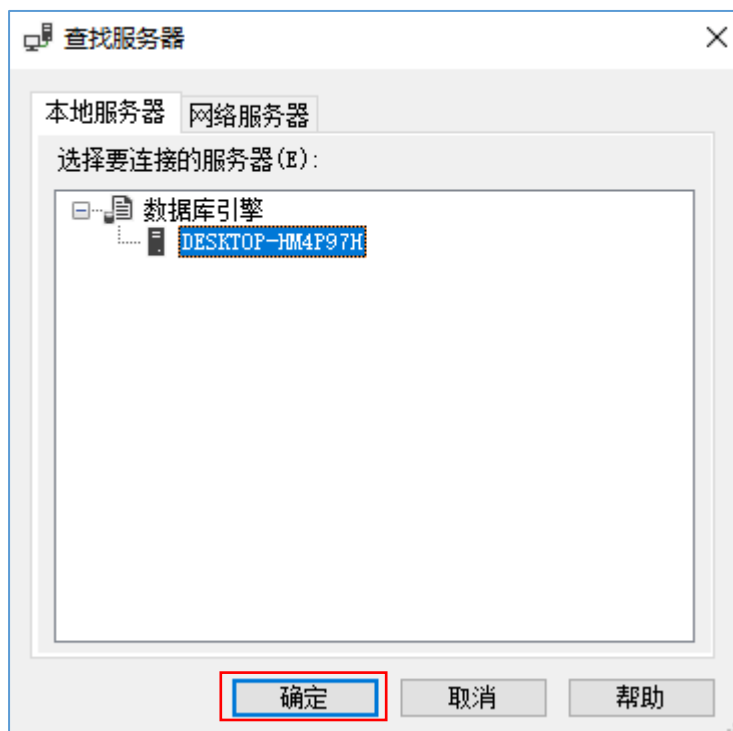 查找服务器
本地服务器 网络服务器
选择要连接的服务器(E):
数据库引擎
DESKTOP-HM4P97H
确定 取消 帮助